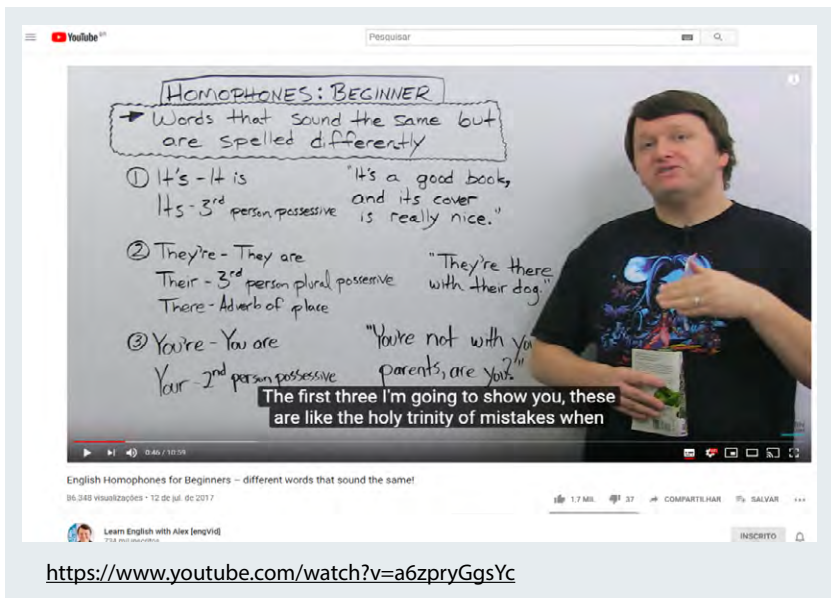 YouTube BR
Pesquisar
HOMOPHONES: BEGINNER
→ Words that sound the same but
are spelled differently
① It's - It is
Its - 3rd person possessive
"It's a good book,
and its cover
is really nice."
② They're - They are
Their - 3rd person plural possessive
There - Adverb of place
"They're there
with their dog."
③ You're - You are
Your - 2nd person possessive
"You're not with
parents, are you?"
The first three I'm going to show you, these
are like the holy trinity of mistakes when
0:46 / 10:59
English Homophones for Beginners – different words that sound the same!
86.348 visualizações • 12 de jul. de 2017
1,7 MIL
37
COMPARTILHAR
SALVAR
Learn English with Alex [engVid]
INSCRITO
https://www.youtube.com/watch?v=a6zpryGgsYc